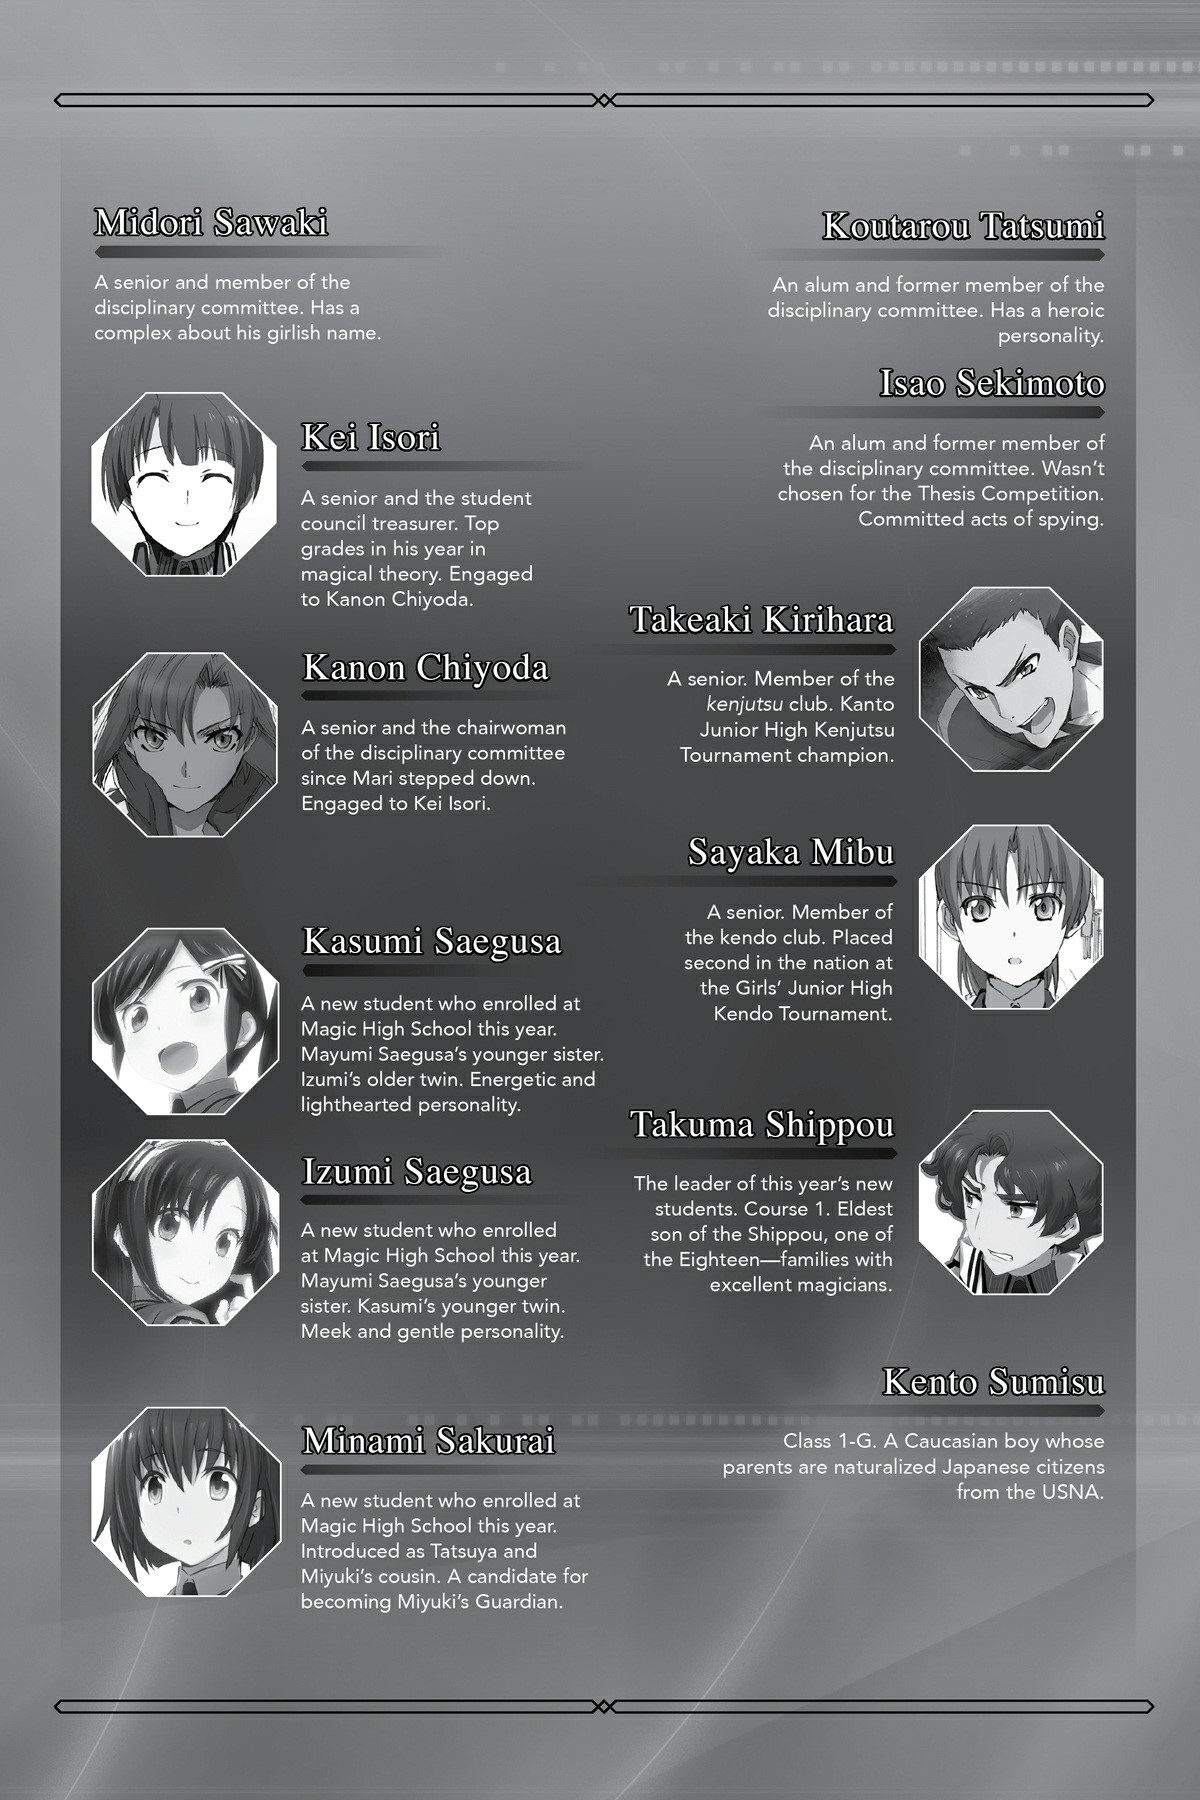 Midori Sawaki
A senior and member of the
disciplinary committee. Has a
complex about his girlish name.
Kei Isori
A senior and the student
council treasurer. Top
grades in his year in
magical theory. Engaged
to Kanon Chiyoda.
Kanon Chiyoda
A senior and the chairwoman
of the disciplinary committee
since Mari stepped down.
Engaged to Kei Isori.
Kasumi Saegusa
A new student who enrolled at
Magic High School this year.
Mayumi Saegusa’s younger sister.
Izumi’s older twin. Energetic and
lighthearted personality.
Izumi Saegusa
A new student who enrolled
at Magic High School this year.
Mayumi Saegusa’s younger
sister. Kasumi’s younger twin.
Meek and gentle personality.
Minami Sakurai
A new student who enrolled at
Magic High School this year.
Introduced as Tatsuya and
Miyuki’s cousin. A candidate for
becoming Miyuki’s Guardian.
Koutarou Tatsumi
An alum and former member of the
disciplinary committee. Has a heroic
personality.
Isao Sekimoto
An alum and former member of
the disciplinary committee. Wasn’t
chosen for the Thesis Competition.
Committed acts of spying.
Takeaki Kirihara
A senior. Member of the
kenjutsu club. Kanto
Junior High Kenjutsu
Tournament champion.
Sayaka Mibu
A senior. Member of
the kendo club. Placed
second in the nation at
the Girls’ Junior High
Kendo Tournament.
Takuma Shippou
The leader of this year’s new
students. Course 1. Eldest
son of the Shippou, one of
the Eighteen—families with
excellent magicians.
Kento Sumisu
Class 1-G. A Caucasian boy whose
parents are naturalized Japanese citizens
from the USNA.